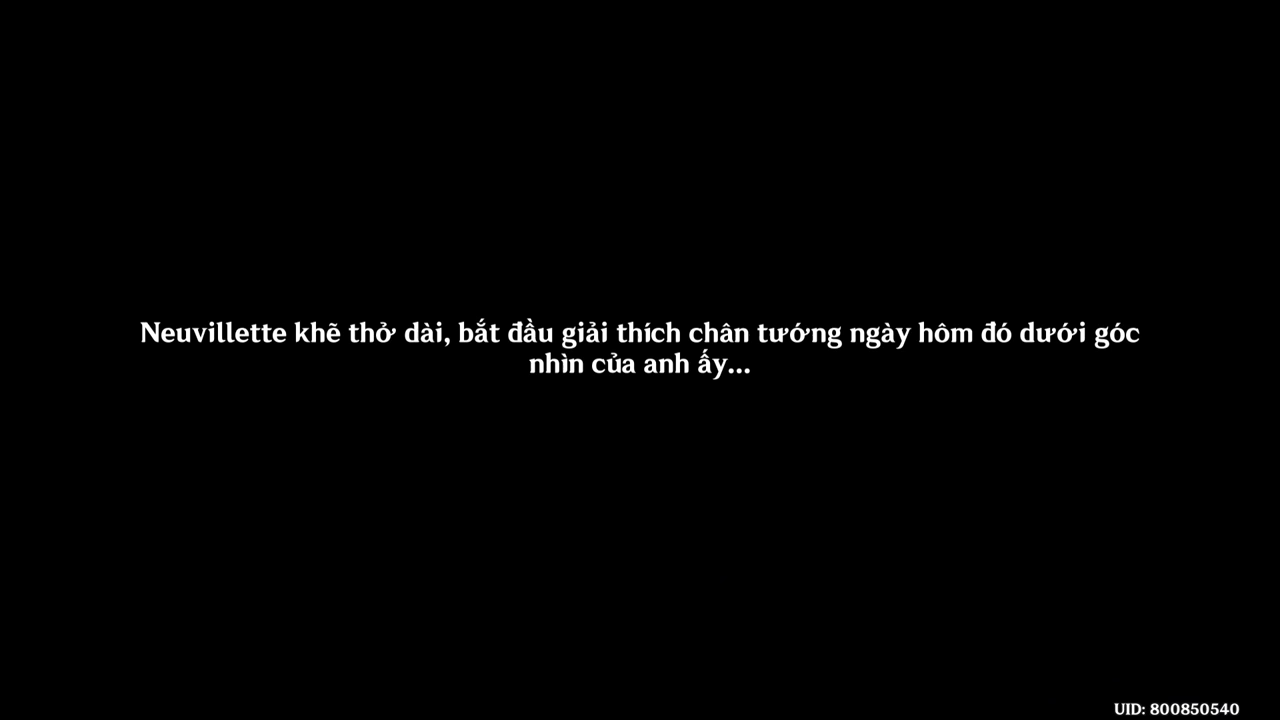 Neuvillette khẽ thở dài, bắt đầu giải thích chân tướng ngày hôm đó dưới góc
nhìn của anh ấy...
UID: 800850540